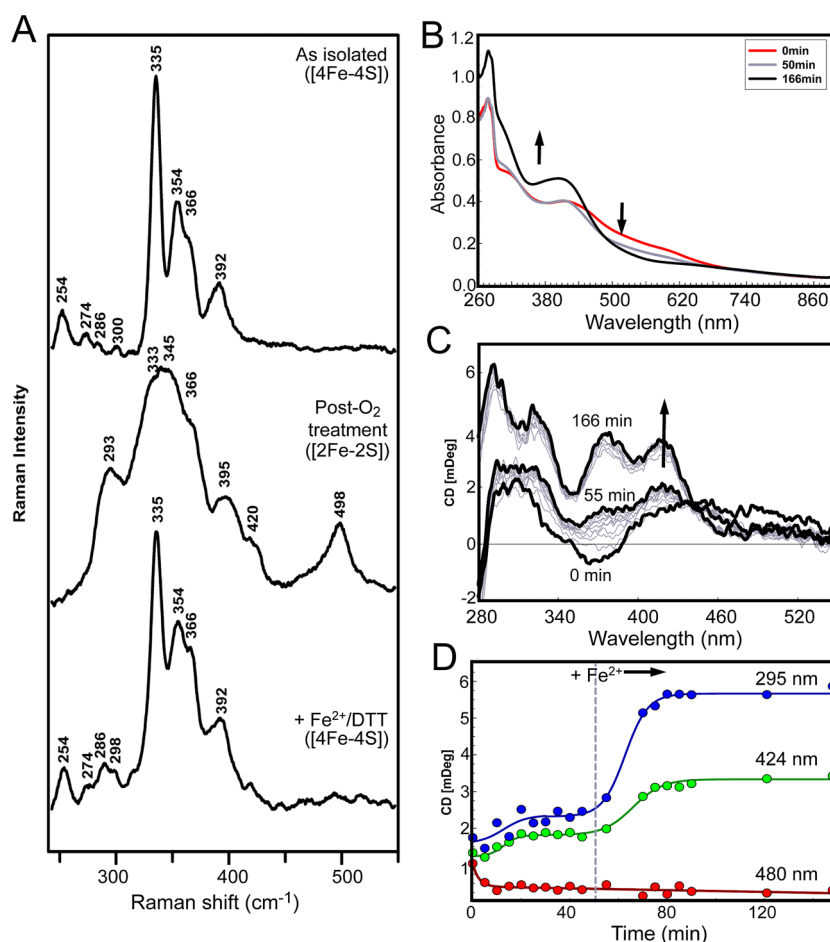 A
As isolated
([4Fe-4S])
335
354
366
392
254
274
286
300
Post-O2
treatment
([2Fe-2S])
333
345
366
293
395
420
498
335
354
366
+ Fe2+/DTT
([4Fe-4S])
392
254
274
286
298
Raman Intensity
300
400
500
Raman shift (cm-1)
B
1.2
1.0
0.8
0.6
0.4
0.2
0.0
Absorbance
0min
50min
166min
260
380
500
620
740
860
Wavelength (nm)
C
6
4
2
0
-2
CD [mDeg]
166 min
55 min
0 min
280
340
400
460
520
Wavelength (nm)
D
+ Fe2+
6
5
4
3
2
1
CD [mDeg]
295 nm
424 nm
480 nm
0
40
80
120
Time (min)